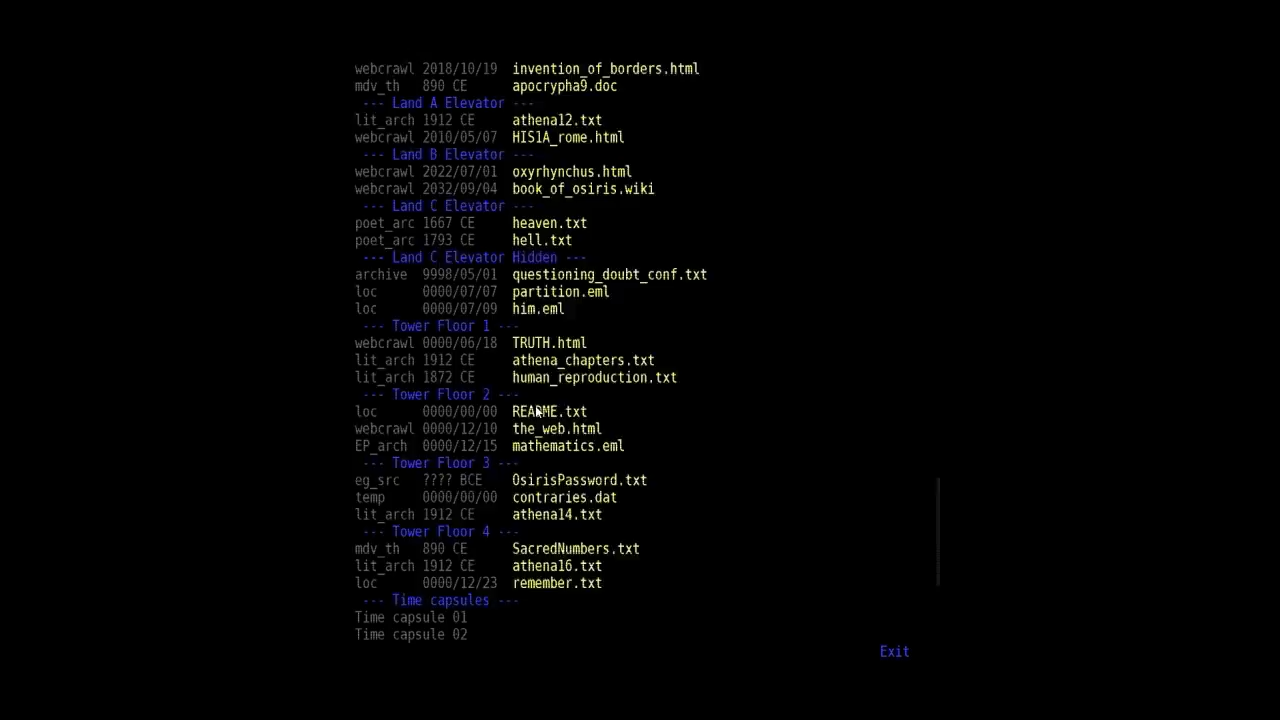 webcrawl 2018/10/19 invention_of_borders.html
mdv_th 890 CE apocrypha9.doc
--- Land A Elevator ---
lit_arch 1912 CE athena12.txt
webcrawl 2010/05/07 HIS1A_rome.html
--- Land B Elevator ---
webcrawl 2022/07/01 oxyrhynchus.html
webcrawl 2032/09/04 book_of_osiris.wiki
--- Land C Elevator ---
poet_arc 1667 CE heaven.txt
poet_arc 1793 CE hell.txt
--- Land C Elevator Hidden ---
archive 9998/05/01 questioning_doubt_conf.txt
loc 0000/07/07 partition.eml
loc 0000/07/09 him.eml
--- Tower Floor 1 ---
webcrawl 0000/06/18 TRUTH.html
lit_arch 1912 CE athena_chapters.txt
lit_arch 1872 CE human_reproduction.txt
--- Tower Floor 2 ---
loc 0000/00/00 README.txt
webcrawl 0000/12/10 the_web.html
EP_arch 0000/12/15 mathematics.eml
--- Tower Floor 3 ---
eg_src ???? BCE OsirisPassword.txt
temp 0000/00/00 contraries.dat
lit_arch 1912 CE athena14.txt
--- Tower Floor 4 ---
mdv_th 890 CE SacredNumbers.txt
lit_arch 1912 CE athena16.txt
loc 0000/12/23 remember.txt
--- Time capsules ---
Time capsule 01
Time capsule 02
Exit